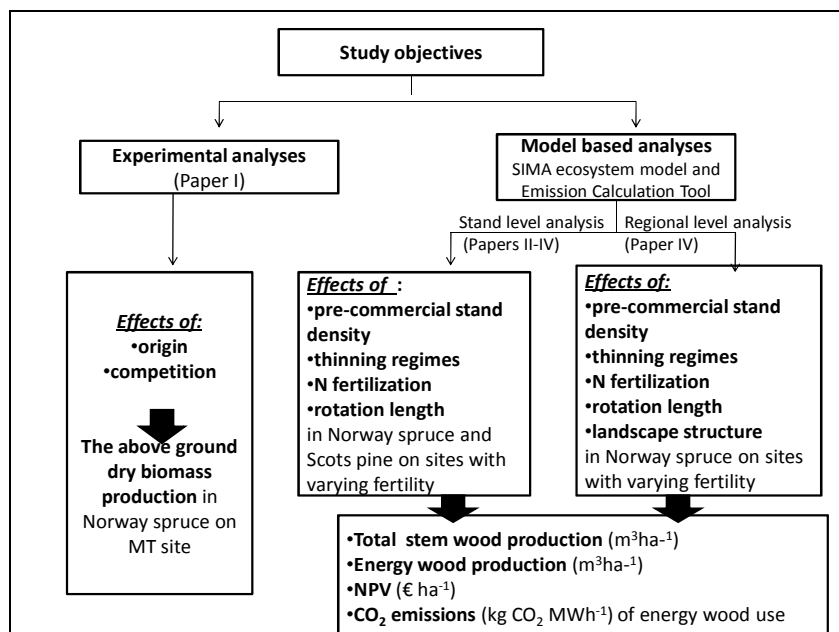 Study objectives
Experimental analyses
(Paper I)
Model based analyses
SIMA ecosystem model and
Emission Calculation Tool
Stand level analysis
(Papers II-IV)
Regional level analysis
(Paper IV)
Effects of:
•origin
•competition
The above ground
dry biomass
production in
Norway spruce on
MT site
Effects of :
•pre-commercial stand
density
•thinning regimes
•N fertilization
•rotation length
in Norway spruce and
Scots pine on sites with
varying fertility
Effects of:
•pre-commercial stand
density
•thinning regimes
•N fertilization
•rotation length
•landscape structure
in Norway spruce on sites
with varying fertility
•Total stem wood production (m³ha-¹)
•Energy wood production (m³ha-¹)
•NPV (€ ha⁻¹)
•CO₂ emissions (kg CO₂ MWh⁻¹) of energy wood use